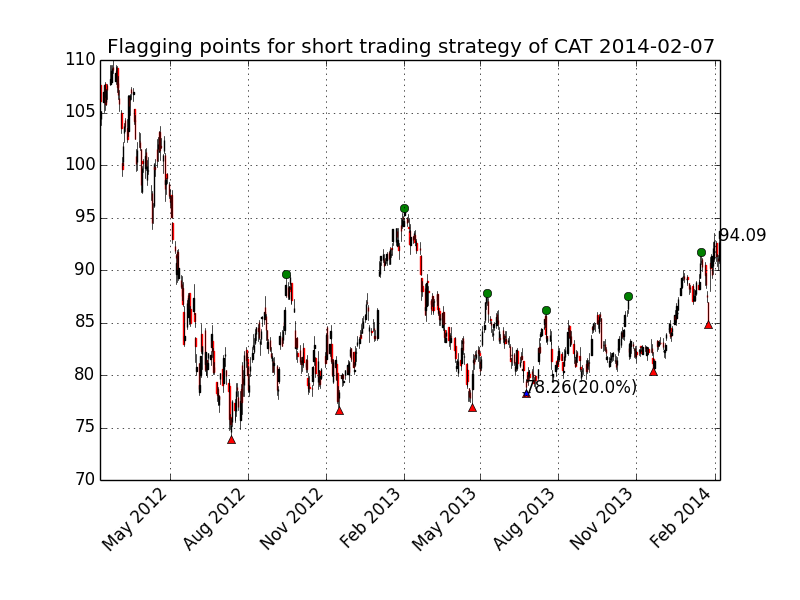 Flagging points for short trading strategy of CAT 2014-02-07
110
105
100
95
94.09
90
85
80
78.26(20.0%)
75
70
May 2012
Aug 2012
Nov 2012
Feb 2013
May 2013
Aug 2013
Nov 2013
Feb 2014